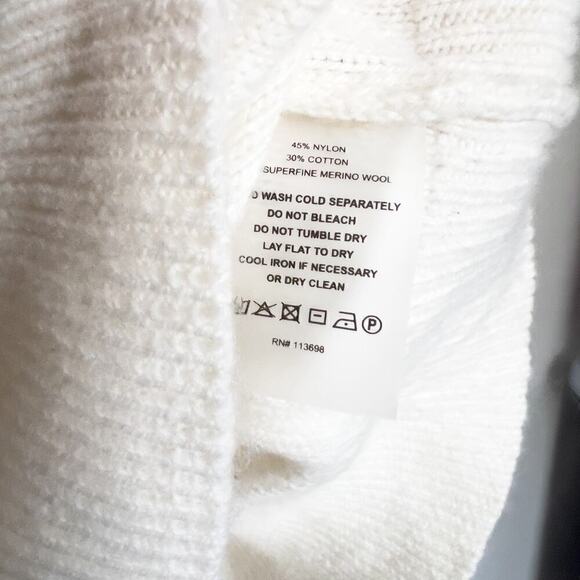 45% NYLON
30% COTTON
SUPERFINE MERINO WOOL
WASH COLD SEPARATELY
DO NOT BLEACH
DO NOT TUMBLE DRY
LAY FLAT TO DRY
COOL IRON IF NECESSARY
OR DRY CLEAN
P
RN# 113698